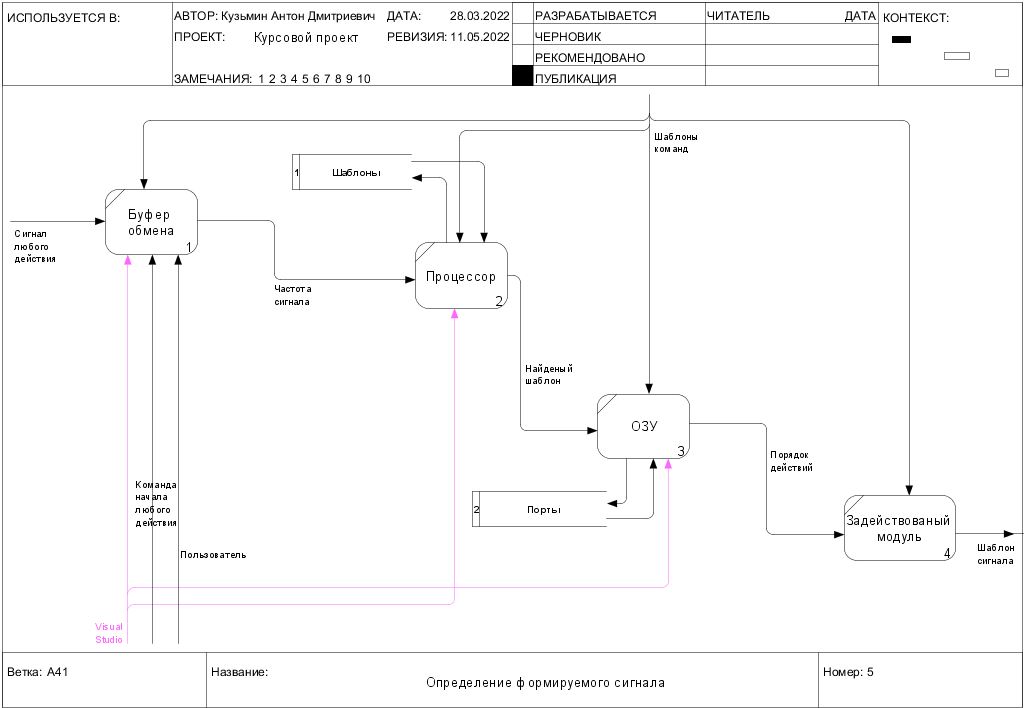 ИСПОЛЬЗУЕТСЯ В:
АВТОР: Кузьмин Антон Дмитриевич
ДАТА: 28.03.2022
ПРОЕКТ: Курсовой проект
РЕВИЗИЯ: 11.05.2022
ЗАМЕЧАНИЯ: 1 2 3 4 5 6 7 8 9 10
РАЗРАБАТЫВАЕТСЯ
ЧЕРНОВИК
РЕКОМЕНДОВАНО
ПУБЛИКАЦИЯ
ЧИТАТЕЛЬ
ДАТА
КОНТЕКСТ:
Шаблоны
команд
1
Шаблоны
Буфер
обмена
1
Сигнал
любого
действия
Процессор
2
Частота
сигнала
Найденый
шаблон
ОЗУ
3
Порядок
действий
2
Порты
Команда
начала
любого
действия
Задействованый
модуль
4
Пользователь
Шаблон
сигнала
Visual
Studio
Ветка: A41
Название:
Определение формируемого сигнала
Номер: 5